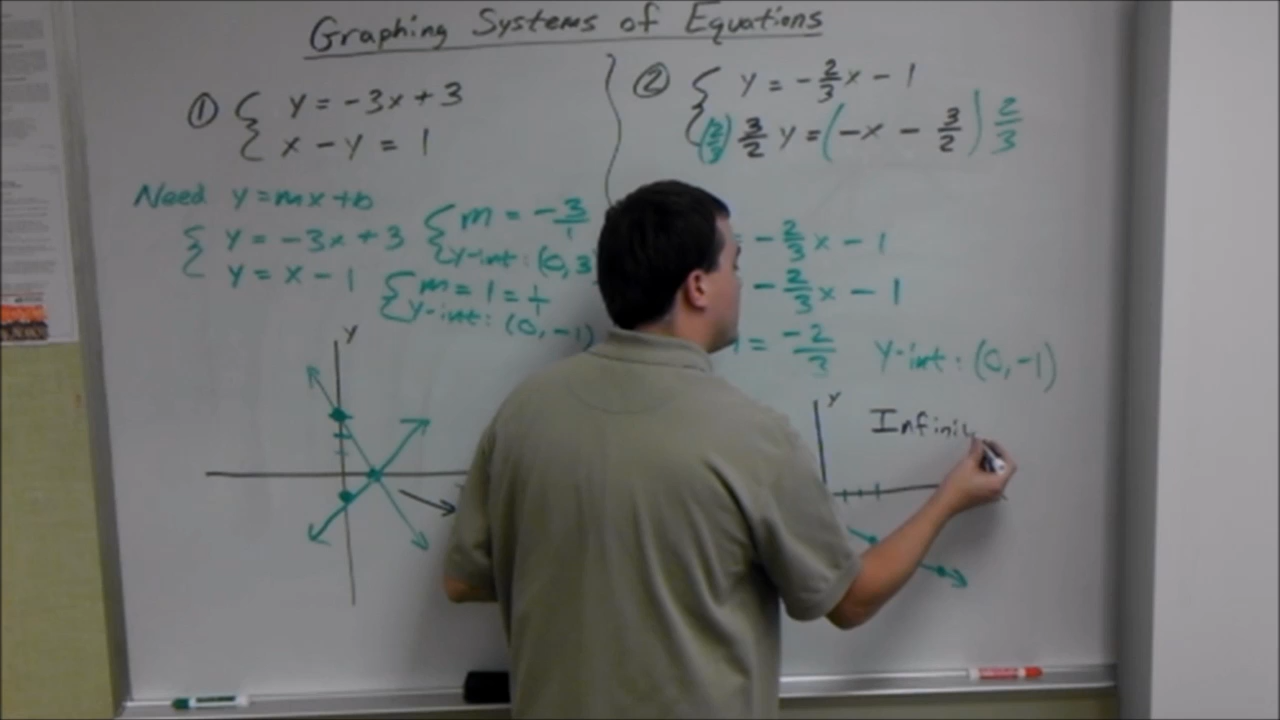 Graphing Systems of Equations
① { y = -3x + 3
x - y = 1
Need y = mx + b
{ y = -3x + 3 { m = -3/1
y-int: (0, 3
y = x - 1 { m = 1 = 1/1
y-int: (0, -1)
y
② { y = -2/3 x - 1
(2/3) 3/2 y = (-x - 3/2) 2/3
= -2/3 x - 1
-2/3 x - 1
= -2/3 y-int: (0, -1)
y
Infini